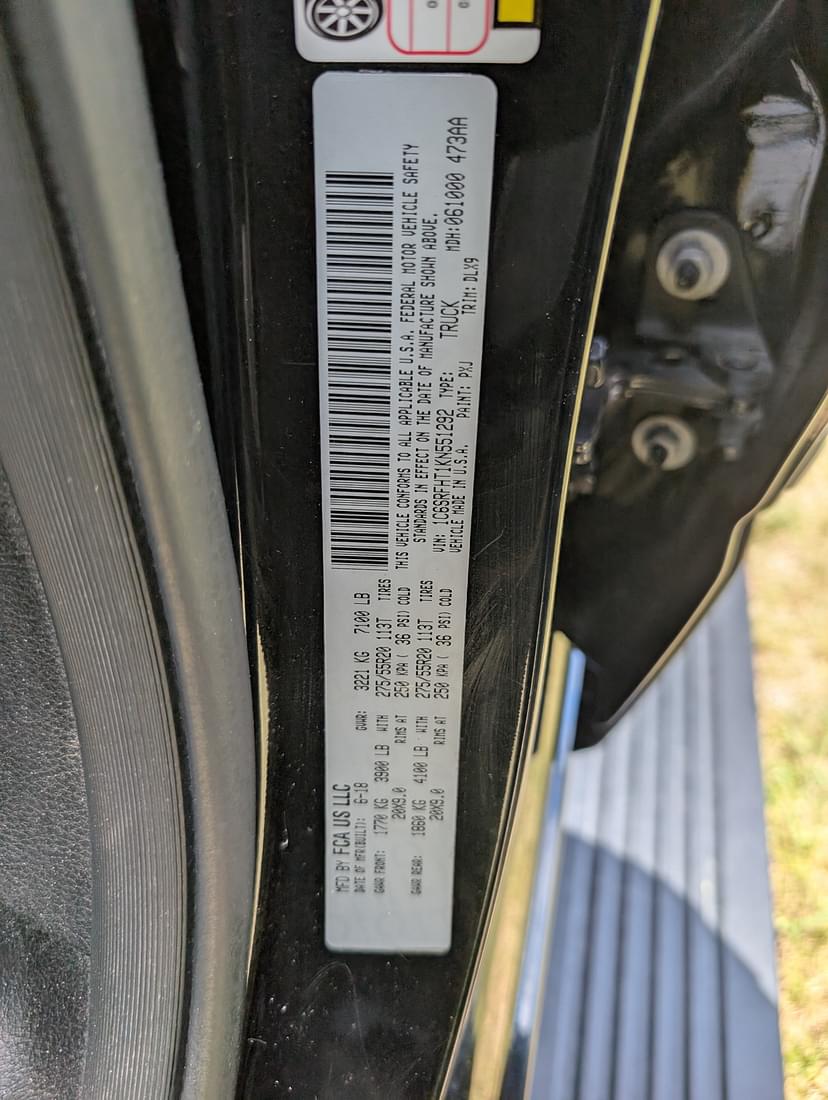 MFD BY FCA US LLC
DATE OF MFR(BUILT): 6-18 GVWR: 3221 KG 7100 LB
GAWR FRONT: 1770 KG 3900 LB WITH 275/55R20 113T TIRES
20X9.0 RIMS AT 250 KPA ( 36 PSI) COLD
GAWR REAR: 1860 KG 4100 LB WITH 275/55R20 113T TIRES
20X9.0 RIMS AT 250 KPA ( 36 PSI) COLD
THIS VEHICLE CONFORMS TO ALL APPLICABLE U.S.A. FEDERAL MOTOR VEHICLE SAFETY
STANDARDS IN EFFECT ON THE DATE OF MANUFACTURE SHOWN ABOVE.
VIN: 1C6SRFHT1KN551292 TYPE: TRUCK MDH:061000 473AA
VEHICLE MADE IN U.S.A. PAINT: PXJ TRIM: DLX9